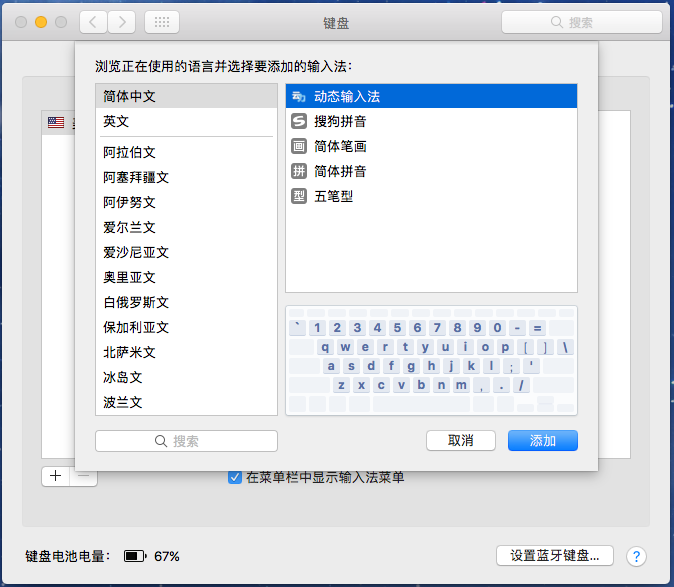 键盘
搜索
浏览正在使用的语言并选择要添加的输入法：
简体中文
英文
阿拉伯文
阿塞拜疆文
阿伊努文
爱尔兰文
爱沙尼亚文
奥里亚文
白俄罗斯文
保加利亚文
北萨米文
冰岛文
波兰文
动态输入法
搜狗拼音
画 简体笔画
拼 简体拼音
型 五笔型
` 1 2 3 4 5 6 7 8 9 0 - =
q w e r t y u i o p [ ] \
a s d f g h j k l ; '
z x c v b n m , . /
搜索
取消
添加
在菜单栏中显示输入法菜单
键盘电池电量： 67%
设置蓝牙键盘...
?